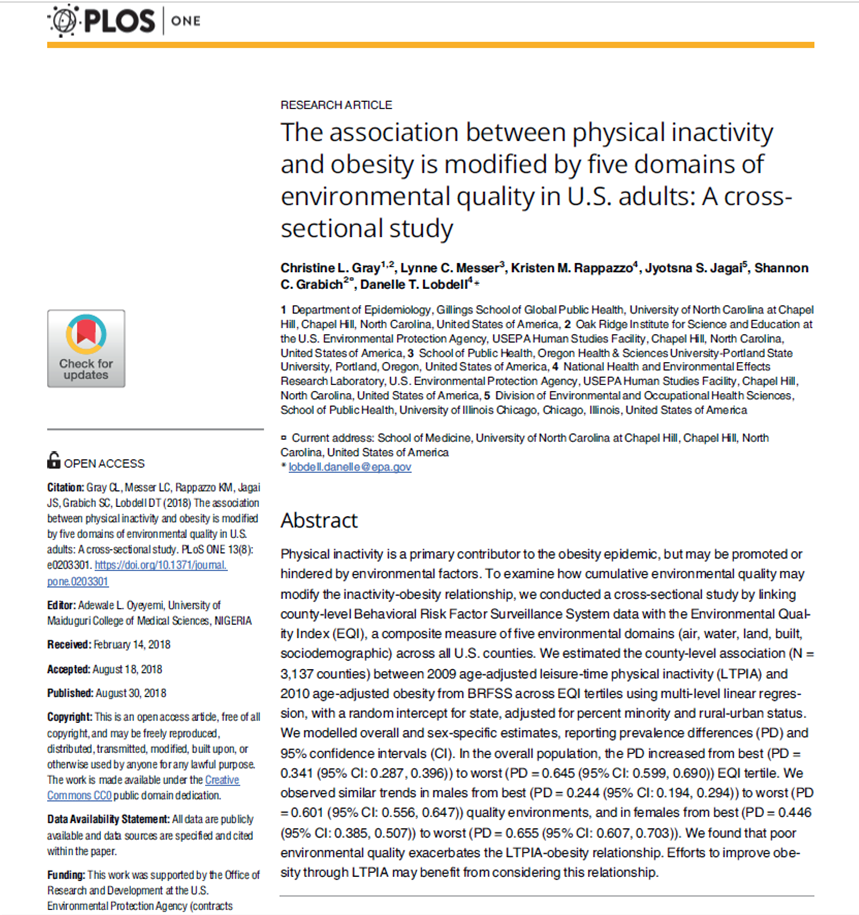 PLOS ONE
RESEARCH ARTICLE
The association between physical inactivity
and obesity is modified by five domains of
environmental quality in U.S. adults: A cross-
sectional study
Christine L. Gray1,2, Lynne C. Messer3, Kristen M. Rappazzo4, Jyotsna S. Jagai5, Shannon
C. Grabich2¤, Danelle T. Lobdell4*
1 Department of Epidemiology, Gillings School of Global Public Health, University of North Carolina at Chapel
Hill, Chapel Hill, North Carolina, United States of America, 2 Oak Ridge Institute for Science and Education at
the U.S. Environmental Protection Agency, USEPA Human Studies Facility, Chapel Hill, North Carolina,
United States of America, 3 School of Public Health, Oregon Health & Sciences University-Portland State
University, Portland, Oregon, United States of America, 4 National Health and Environmental Effects
Research Laboratory, U.S. Environmental Protection Agency, USEPA Human Studies Facility, Chapel Hill,
North Carolina, United States of America, 5 Division of Environmental and Occupational Health Sciences,
School of Public Health, University of Illinois Chicago, Chicago, Illinois, United States of America
¤ Current address: School of Medicine, University of North Carolina at Chapel Hill, Chapel Hill, North
Carolina, United States of America
* lobdell.danelle@epa.gov
Abstract
Physical inactivity is a primary contributor to the obesity epidemic, but may be promoted or
hindered by environmental factors. To examine how cumulative environmental quality may
modify the inactivity-obesity relationship, we conducted a cross-sectional study by linking
county-level Behavioral Risk Factor Surveillance System data with the Environmental Qual-
ity Index (EQI), a composite measure of five environmental domains (air, water, land, built,
sociodemographic) across all U.S. counties. We estimated the county-level association (N =
3,137 counties) between 2009 age-adjusted leisure-time physical inactivity (LTPIA) and
2010 age-adjusted obesity from BRFSS across EQI tertiles using multi-level linear regres-
sion, with a random intercept for state, adjusted for percent minority and rural-urban status.
We modelled overall and sex-specific estimates, reporting prevalence differences (PD) and
95% confidence intervals (CI). In the overall population, the PD increased from best (PD =
0.341 (95% CI: 0.287, 0.396)) to worst (PD = 0.645 (95% CI: 0.599, 0.690)) EQI tertile. We
observed similar trends in males from best (PD = 0.244 (95% CI: 0.194, 0.294)) to worst (PD
= 0.601 (95% CI: 0.556, 0.647)) quality environments, and in females from best (PD = 0.446
(95% CI: 0.385, 0.507)) to worst (PD = 0.655 (95% CI: 0.607, 0.703)). We found that poor
environmental quality exacerbates the LTPIA-obesity relationship. Efforts to improve obe-
sity through LTPIA may benefit from considering this relationship.
Check for
updates
OPEN ACCESS
Citation: Gray CL, Messer LC, Rappazzo KM, Jagai
JS, Grabich SC, Lobdell DT (2018) The association
between physical inactivity and obesity is modified
by five domains of environmental quality in U.S.
adults: A cross-sectional study. PLoS ONE 13(8):
e0203301. https://doi.org/10.1371/journal.
pone.0203301
Editor: Adewale L. Oyeyemi, University of
Maiduguri College of Medical Sciences, NIGERIA
Received: February 14, 2018
Accepted: August 18, 2018
Published: August 30, 2018
Copyright: This is an open access article, free of all
copyright, and may be freely reproduced,
distributed, transmitted, modified, built upon, or
otherwise used by anyone for any lawful purpose.
The work is made available under the Creative
Commons CC0 public domain dedication.
Data Availability Statement: All data are publicly
available and data sources are specified and cited
within the paper.
Funding: This work was supported by the Office of
Research and Development at the U.S.
Environmental Protection Agency (contracts